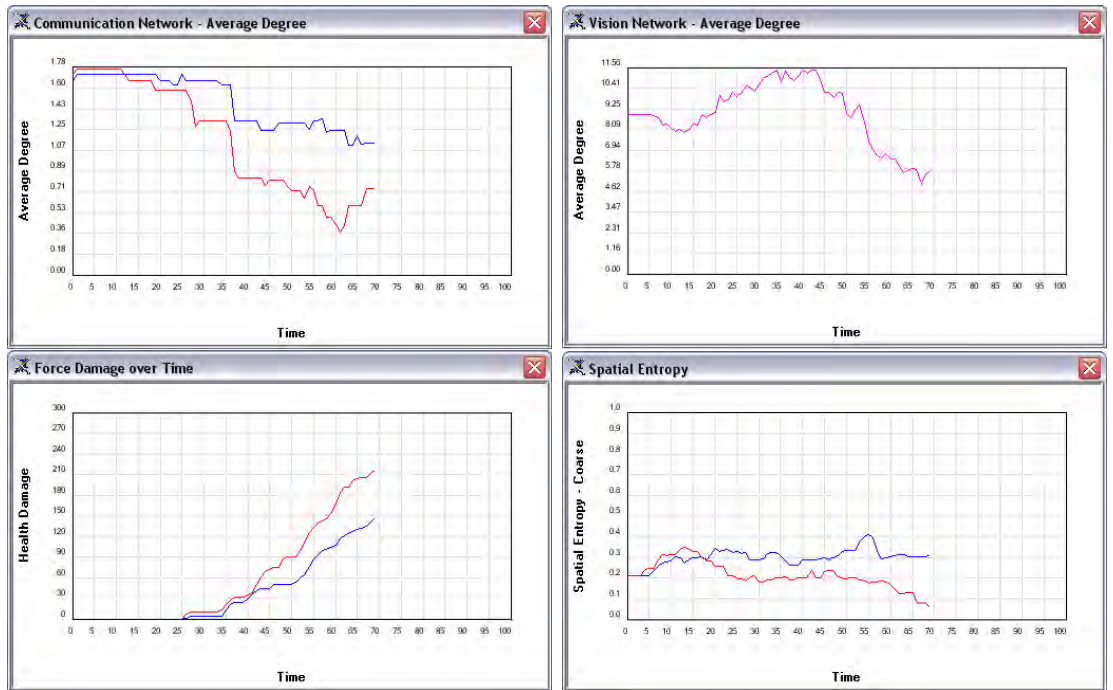 Communication Network - Average Degree
Average Degree
1.78
1.60
1.43
1.25
1.07
0.89
0.71
0.53
0.36
0.18
0.00
0 5 10 15 20 25 30 35 40 45 50 55 60 65 70 75 80 85 90 95 100
Time
Vision Network - Average Degree
Average Degree
11.56
10.41
9.25
8.09
6.94
5.78
4.62
3.47
2.31
1.16
0.00
0 5 10 15 20 25 30 35 40 45 50 55 60 65 70 75 80 85 90 95 100
Time
Force Damage over Time
Health Damage
300
270
240
210
180
150
120
90
60
30
0
0 5 10 15 20 25 30 35 40 45 50 55 60 65 70 75 80 85 90 95 100
Time
Spatial Entropy
Spatial Entropy - Coarse
1.0
0.9
0.8
0.7
0.6
0.5
0.4
0.3
0.2
0.1
0.0
0 5 10 15 20 25 30 35 40 45 50 55 60 65 70 75 80 85 90 95 100
Time